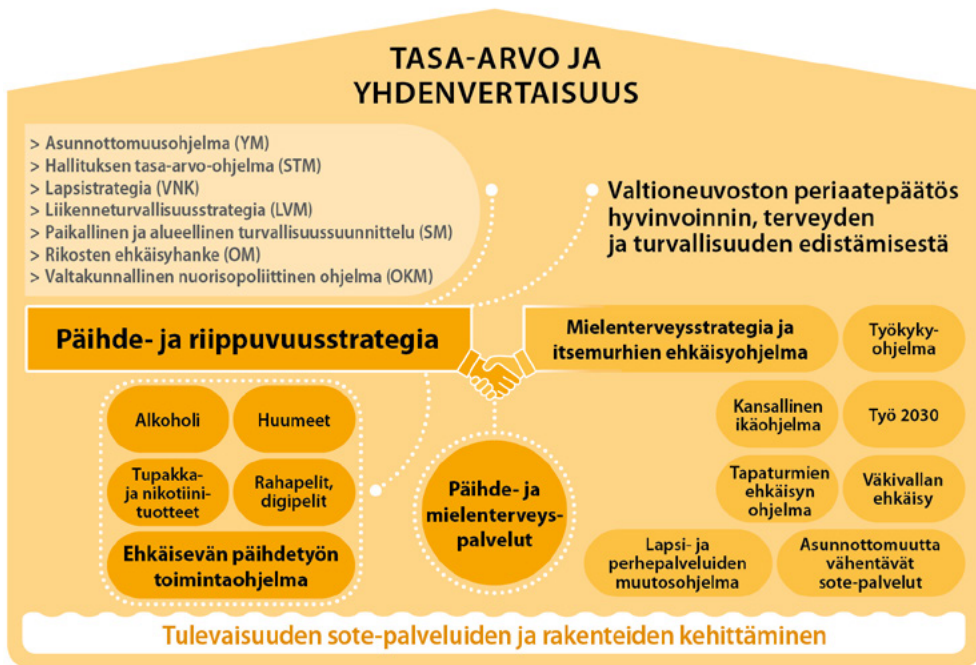 TASA-ARVO JA
YHDENVERTAISUUS
> Asunnottomuusohjelma (YM)
> Hallituksen tasa-arvo-ohjelma (STM)
> Lapsistrategia (VNK)
> Liikenneturvallisuusstrategia (LVM)
> Paikallinen ja alueellinen turvallisuussuunnittelu (SM)
> Rikosten ehkäisyhanke (OM)
> Valtakunnallinen nuorisopoliittinen ohjelma (OKM)
Valtioneuvoston periaatepäätös
hyvinvoinnin, terveyden
ja turvallisuuden edistämisestä
Päihde- ja riippuvuusstrategia
Mielenterveysstrategia ja
itsemurhien ehkäisyohjelma
Työkyky-
ohjelma
Alkoholi
Huumeet
Tupakka-
ja nikotiini-
tuotteet
Rahapelit,
digipelit
Ehkäisevän päihdetyön
toimintaohjelma
Päihde- ja
mielenterveys-
palvelut
Kansallinen
ikäohjelma
Työ 2030
Tapaturmien
ehkäisyn
ohjelma
Väkivallan
ehkäisy
Lapsi- ja
perhepalveluiden
muutosohjelma
Asunnottomuutta
vähentävät
sote-palvelut
Tulevaisuuden sote-palveluiden ja rakenteiden kehittäminen